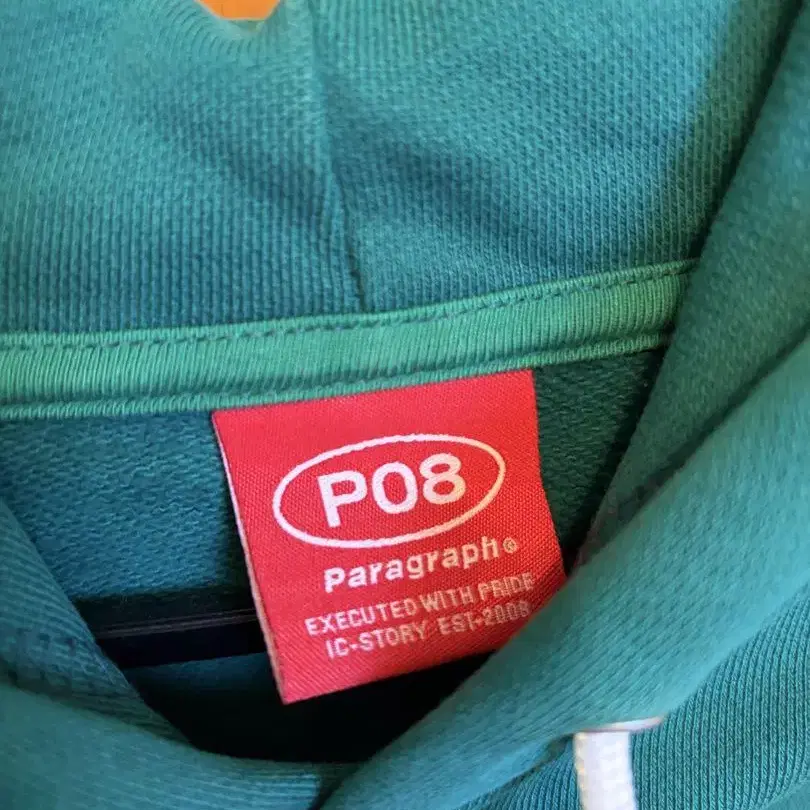 P08
Paragraph©
EXECUTED WITH PRIDE
IC-STORY EST-2008